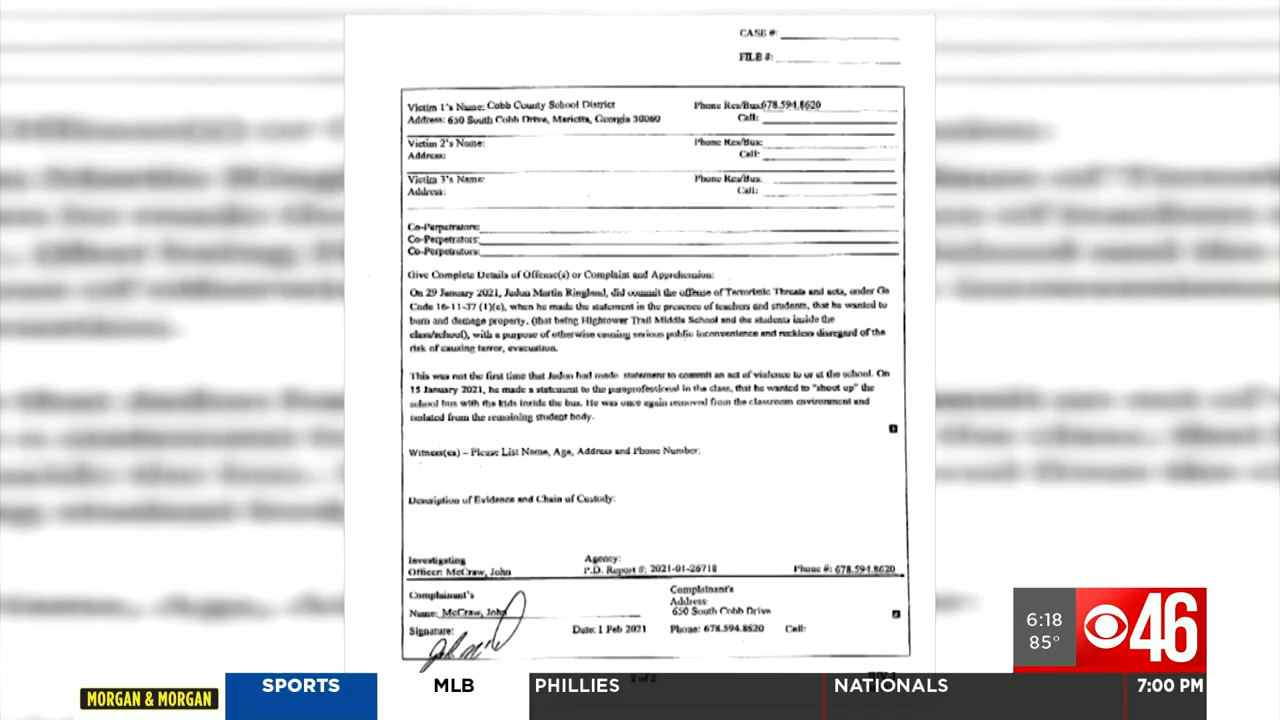 CASE #:
FILE #:
Victim 1's Name: Cobb County School District Phone Res/Bus:678.594.8620
Address: 650 South Cobb Drive, Marietta, Georgia 30060 Cell:
Victim 2's Name: Phone Res/Bus:
Address: Cell:
Victim 3's Name: Phone Res/Bus:
Address: Cell:
Co-Perpetrators:
Co-Perpetrators:
Co-Perpetrators:
Give Complete Details of Offense(s) or Complaint and Apprehension:
On 29 January 2021, Martin did commit the offense of Terroristic Threats and acts, under Ga
Code 16-11-37 (1)(c), when he made the statement in the presence of teachers and students, that he wanted to
burn and damage property, (that being Hightower Trail Middle School and the students inside the
class/school), with a purpose of otherwise causing serious public inconvenience and reckless disregard of the
risk of causing terror, evacuation.
This was not the first time that had made statement to commit an act of violence to or at the school. On
15 January 2021, he made a statement to the paraprofessional in the class, that he wanted to "shoot up" the
school bus with the kids inside the bus. He was once again removed from the classroom environment and
isolated from the remaining student body.
Witness(es) – Please List Name, Age, Address and Phone Number:
Description of Evidence and Chain of Custody:
Investigating Agency:
Officer: McCraw, John P.D. Report #: 2021-01-26718 Phone #: 678.594.8620
Complainant's Complainant's
Address:
Name: McCraw, John 650 South Cobb Drive
Signature: Date: 1 Feb 2021 Phone: 678.594.8620 Cell:
2 of 2
6:18
85°
CBS 46
MORGAN & MORGAN SPORTS MLB PHILLIES NATIONALS 7:00 PM